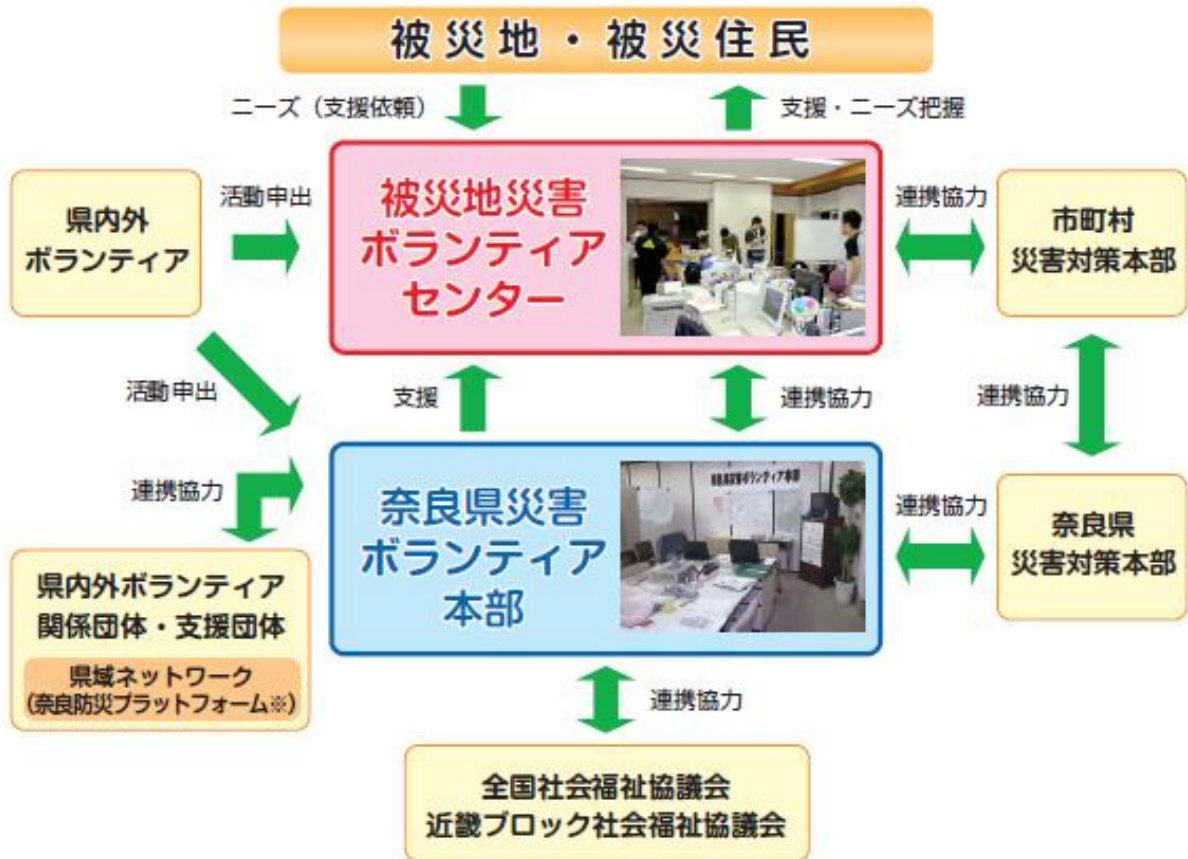 被災地・被災住民
ニーズ（支援依頼）
支援・ニーズ把握
県内外
ボランティア
活動申出
被災地災害
ボランティア
センター
連携協力
市町村
災害対策本部
活動申出
支援
連携協力
連携協力
連携協力
奈良県災害
ボランティア
本部
連携協力
奈良県
災害対策本部
県内外ボランティア
関係団体・支援団体
県域ネットワーク
（奈良防災プラットフォーム※）
連携協力
全国社会福祉協議会
近畿ブロック社会福祉協議会